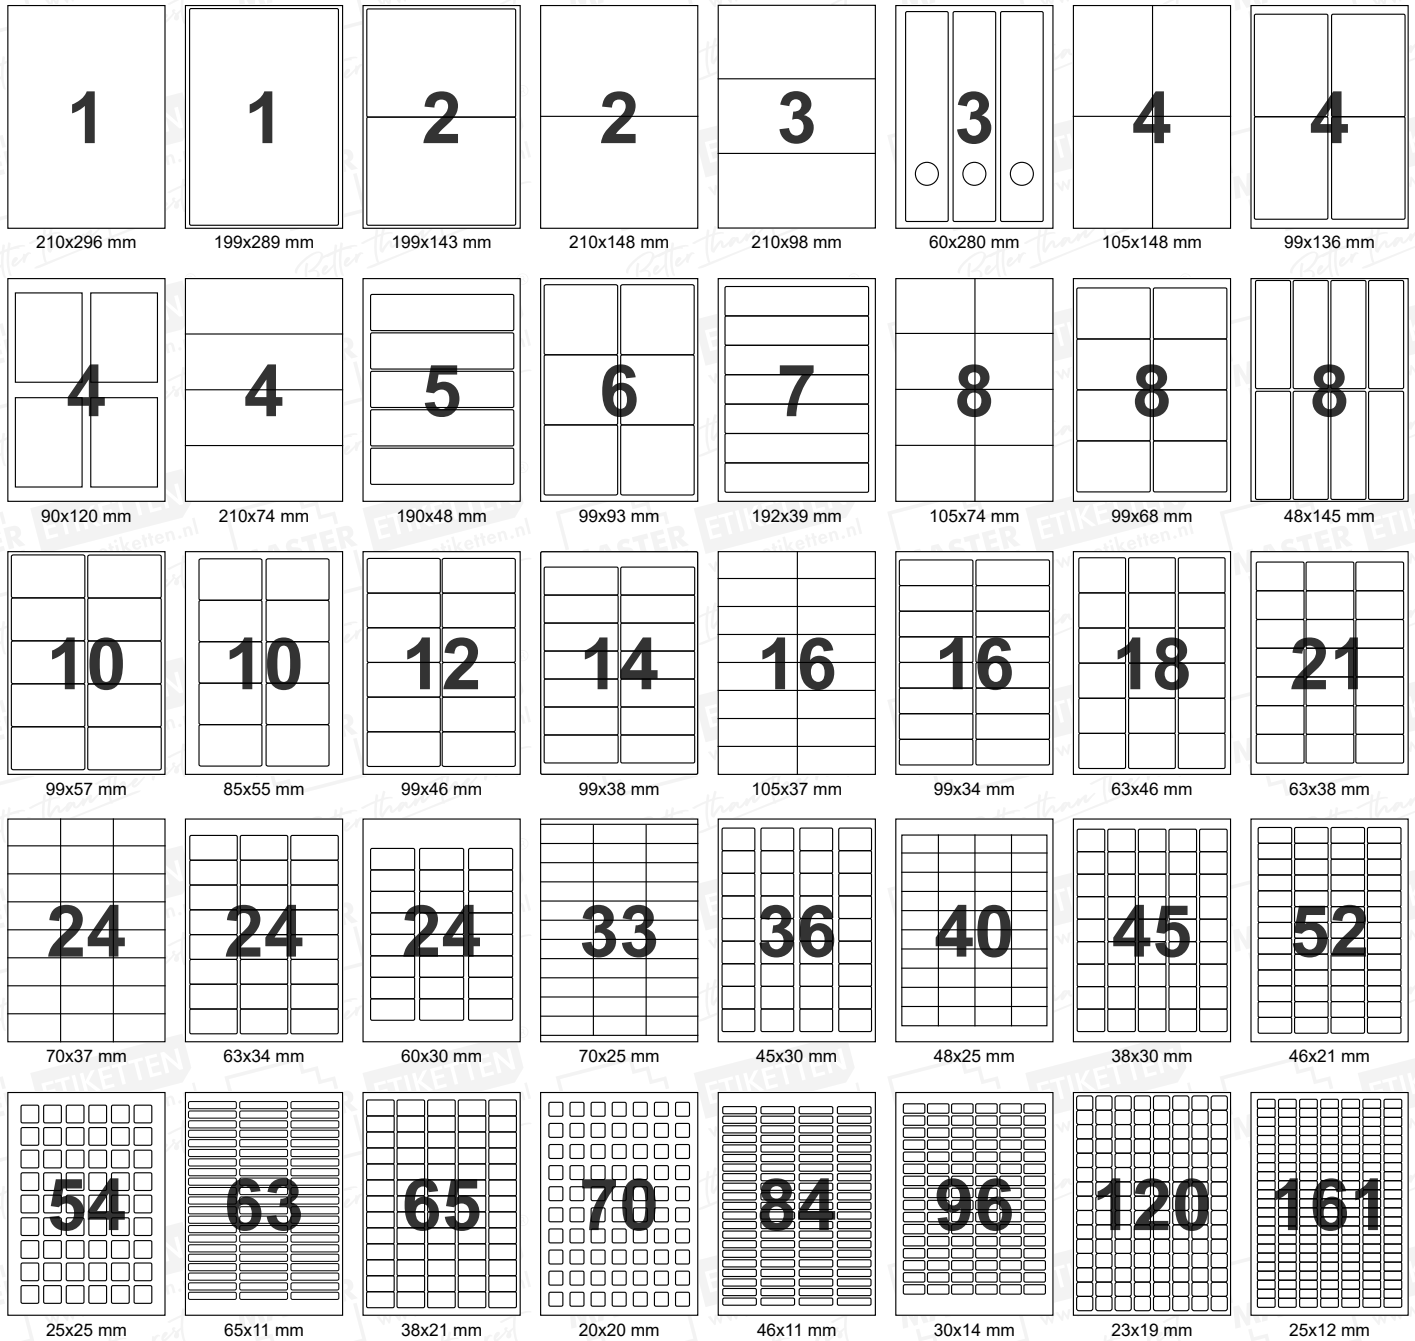 1 1 2 2 3 3 4 4
210x296 mm 199x289 mm 199x143 mm 210x148 mm 210x98 mm 60x280 mm 105x148 mm 99x136 mm
4 4 5 6 7 8 8 8
90x120 mm 210x74 mm 190x48 mm 99x93 mm 192x39 mm 105x74 mm 99x68 mm 48x145 mm
10 10 12 14 16 16 18 21
99x57 mm 85x55 mm 99x46 mm 99x38 mm 105x37 mm 99x34 mm 63x46 mm 63x38 mm
24 24 24 33 36 40 45 52
70x37 mm 63x34 mm 60x30 mm 70x25 mm 45x30 mm 48x25 mm 38x30 mm 46x21 mm
54 63 65 70 84 96 120 161
25x25 mm 65x11 mm 38x21 mm 20x20 mm 46x11 mm 30x14 mm 23x19 mm 25x12 mm
MASTER ETIKETTEN
Better than the rest